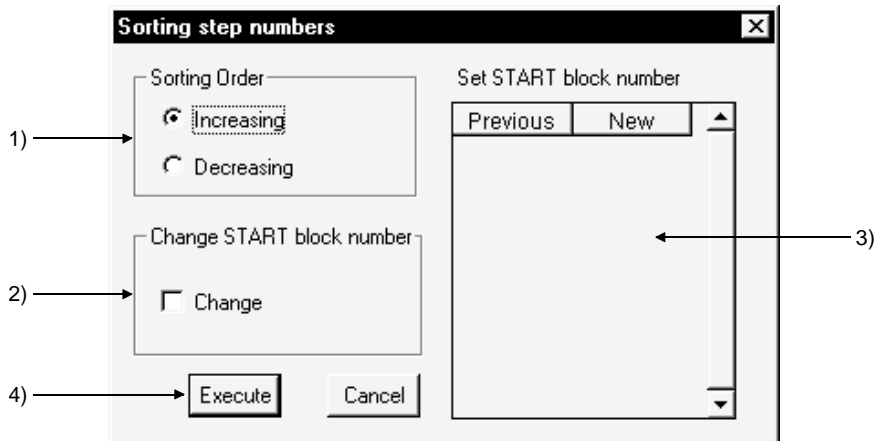 Sorting step numbers
Sorting Order
Increasing
Decreasing
1)
Change START block number
Change
2)
Set START block number
Previous New
3)
4)
Execute Cancel